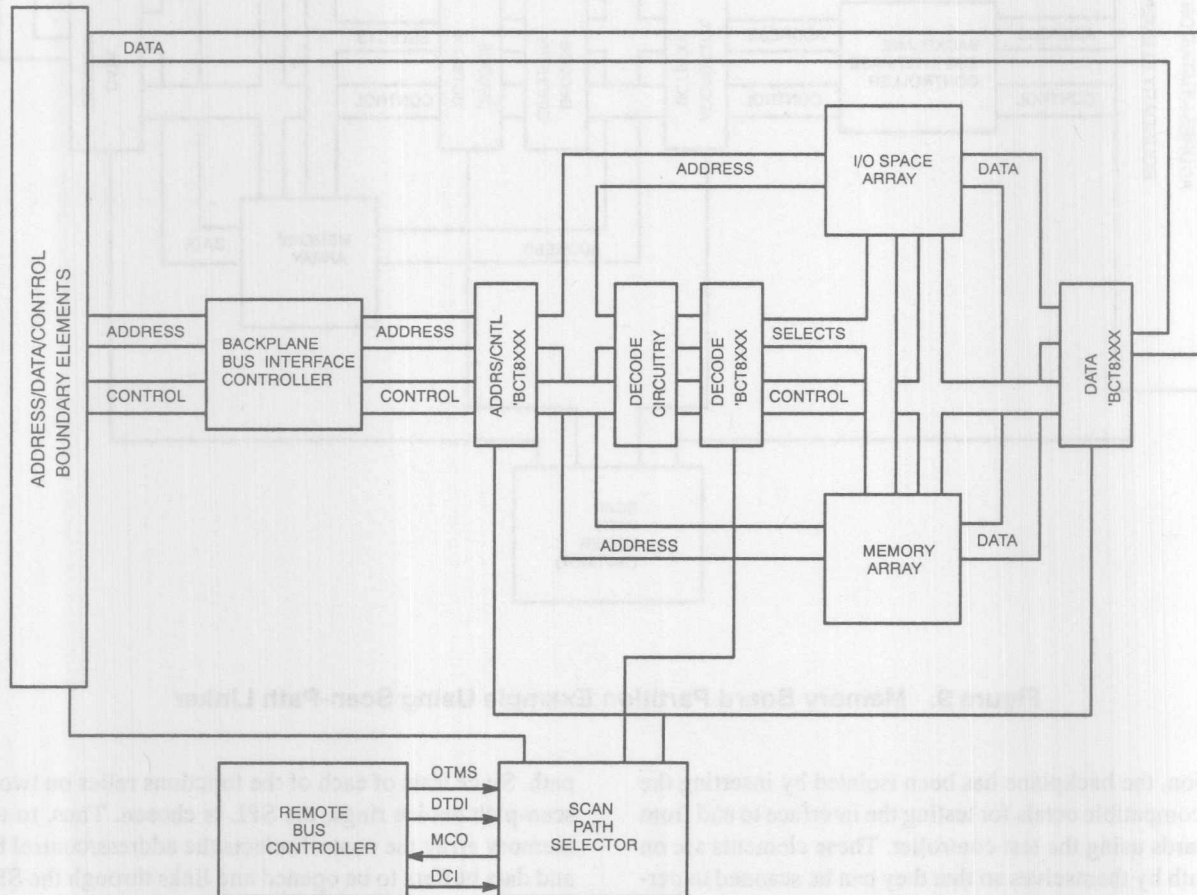 DATA
I/O SPACE
ARRAY
ADDRESS
DATA
ADDRESS/DATA/CONTROL
BOUNDARY ELEMENTS
ADDRESS
CONTROL
BACKPLANE
BUS INTERFACE
CONTROLLER
ADDRESS
CONTROL
ADDRS/CNTL
'BCT8XXX
DECODE
CIRCUITRY
DECODE
'BCT8XXX
SELECTS
CONTROL
DATA
'BCT8XXX
ADDRESS
MEMORY
ARRAY
DATA
REMOTE
BUS
CONTROLLER
OTMS
DTDI
MCO
DCI
SCAN
PATH
SELECTOR